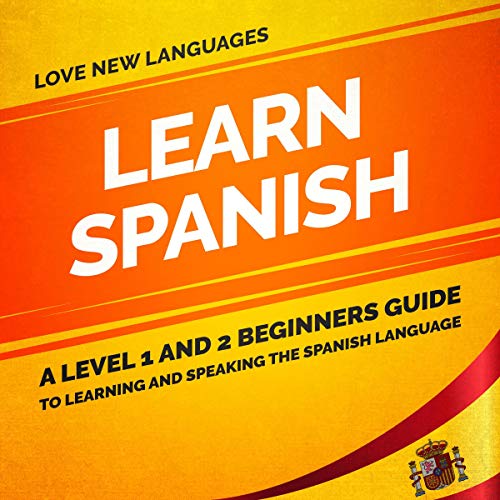 LOVE NEW LANGUAGES
LEARN
SPANISH
A LEVEL 1 AND 2 BEGINNERS GUIDE
TO LEARNING AND SPEAKING THE SPANISH LANGUAGE